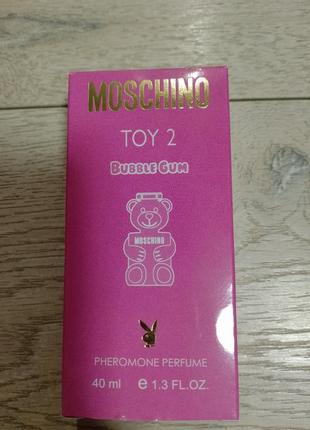 MOSCHINO
TOY 2
BUBBLE GUM
MOSCHINO
PHEROMONE PERFUME
40 ml e 1.3 FL.OZ.